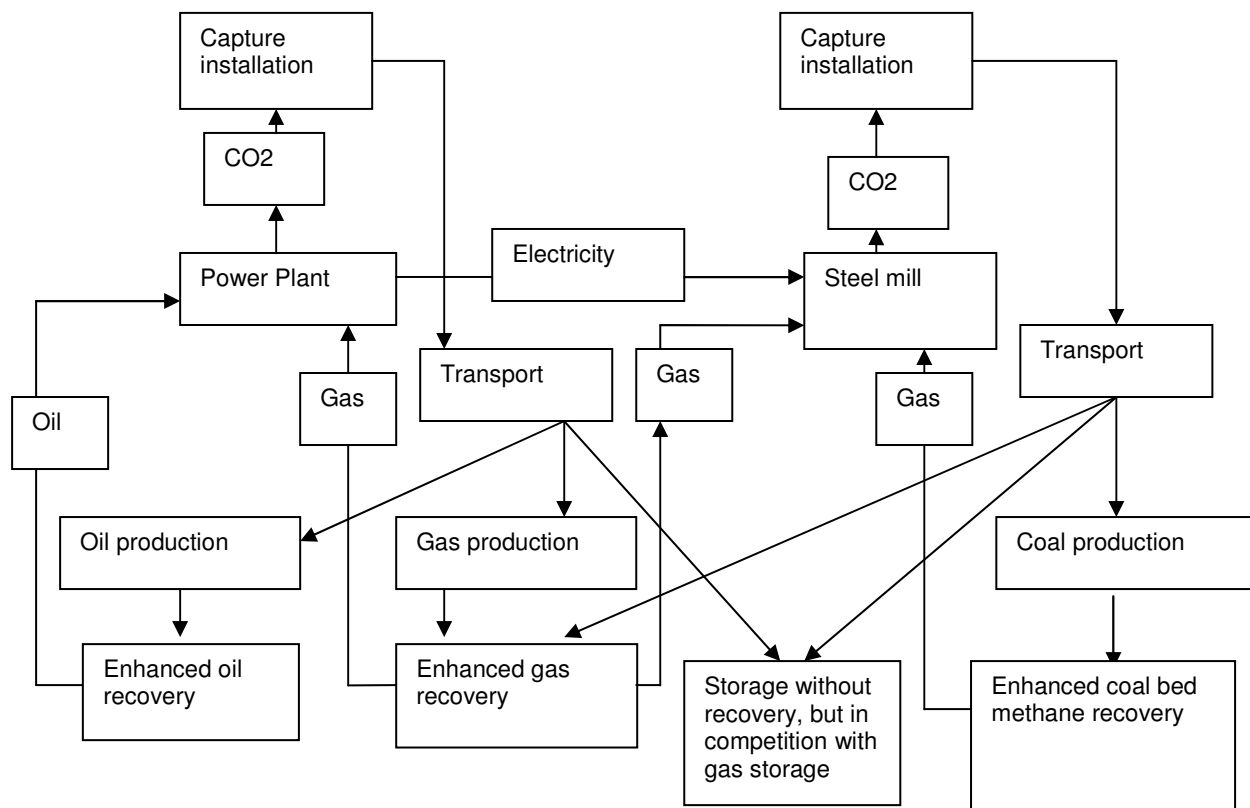 Capture
installation
Capture
installation
CO2
CO2
Electricity
Power Plant
Steel mill
Transport
Transport
Gas
Gas
Gas
Oil
Oil production
Gas production
Coal production
Enhanced oil
recovery
Enhanced gas
recovery
Storage without
recovery, but in
competition with
gas storage
Enhanced coal bed
methane recovery